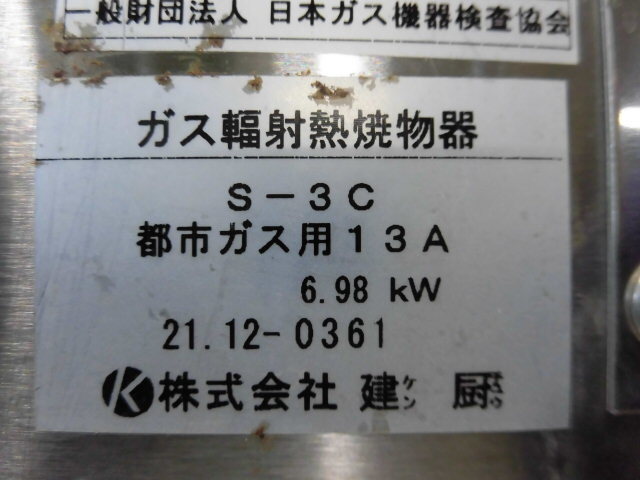 一般財団法人 日本ガス機器検査協会
ガス輻射熱焼物器
S－3C
都市ガス用13A
6.98 kW
21.12-0361
K 株式会社 建ケン 厨